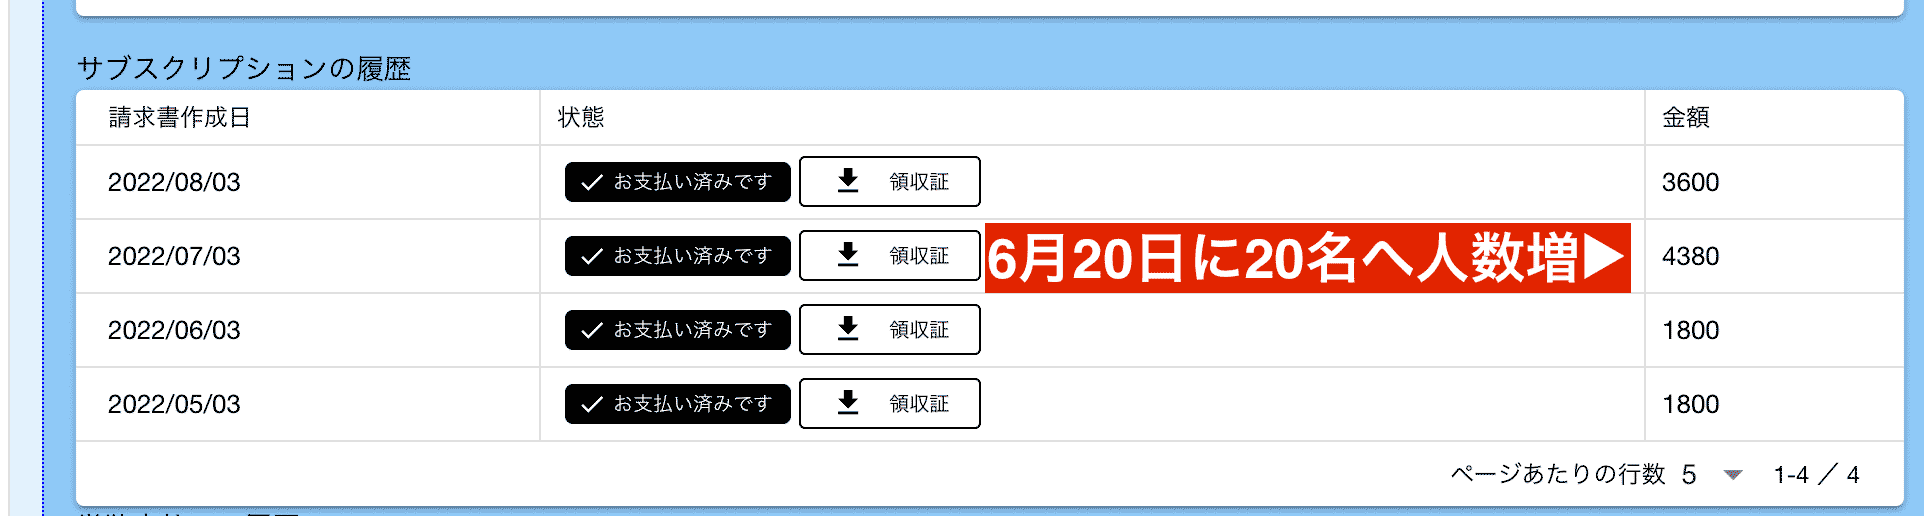 サブスクリプションの履歴
請求書作成日 状態 金額
2022/08/03 お支払い済みです 領収証 3600
2022/07/03 お支払い済みです 領収証 6月20日に20名へ人数増▶ 4380
2022/06/03 お支払い済みです 領収証 1800
2022/05/03 お支払い済みです 領収証 1800
ページあたりの行数 5 1-4 / 4